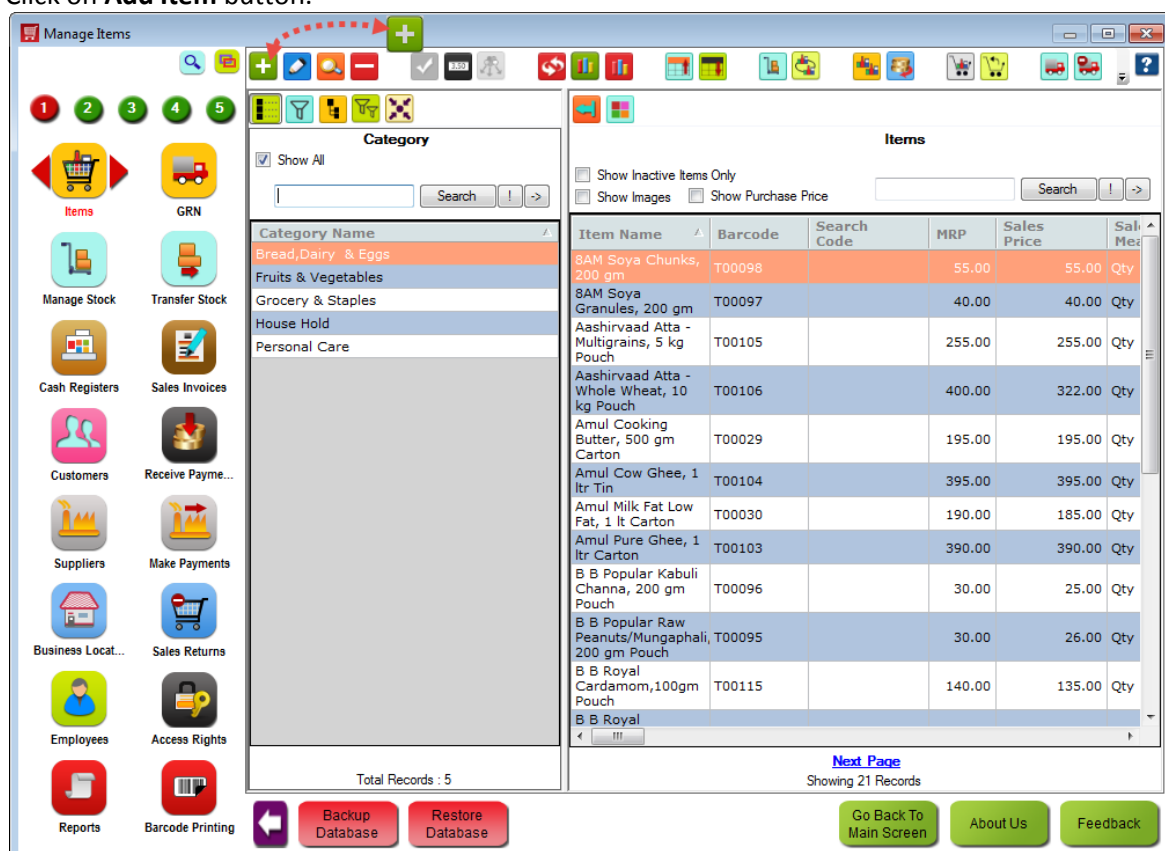 Click on Add Item button.
Manage Items
3.50
?
1 2 3 4 5
Items
GRN
Manage Stock
Transfer Stock
Cash Registers
Sales Invoices
Customers
Receive Payme...
Suppliers
Make Payments
Business Locat...
Sales Returns
Employees
Access Rights
Reports
Barcode Printing
Category
Show All
Search ! ->
Category Name
Bread,Dairy & Eggs
Fruits & Vegetables
Grocery & Staples
House Hold
Personal Care
Total Records : 5
Items
Show Inactive Items Only
Show Images Show Purchase Price
Search ! ->
Item Name Barcode Search Code MRP Sales Price Sal Mea
8AM Soya Chunks,
200 gm T00098 55.00 55.00 Qty
8AM Soya
Granules, 200 gm T00097 40.00 40.00 Qty
Aashirvaad Atta -
Multigrains, 5 kg T00105 255.00 255.00 Qty
Pouch
Aashirvaad Atta -
Whole Wheat, 10 T00106 400.00 322.00 Qty
kg Pouch
Amul Cooking
Butter, 500 gm T00029 195.00 195.00 Qty
Carton
Amul Cow Ghee, 1
ltr Tin T00104 395.00 395.00 Qty
Amul Milk Fat Low
Fat, 1 lt Carton T00030 190.00 185.00 Qty
Amul Pure Ghee, 1
ltr Carton T00103 390.00 390.00 Qty
B B Popular Kabuli
Channa, 200 gm T00096 30.00 25.00 Qty
Pouch
B B Popular Raw
Peanuts/Mungaphali, T00095 30.00 26.00 Qty
200 gm Pouch
B B Royal
Cardamom,100gm T00115 140.00 135.00 Qty
Pouch
B B Royal
Next Page
Showing 21 Records
Backup Database
Restore Database
Go Back To Main Screen
About Us
Feedback